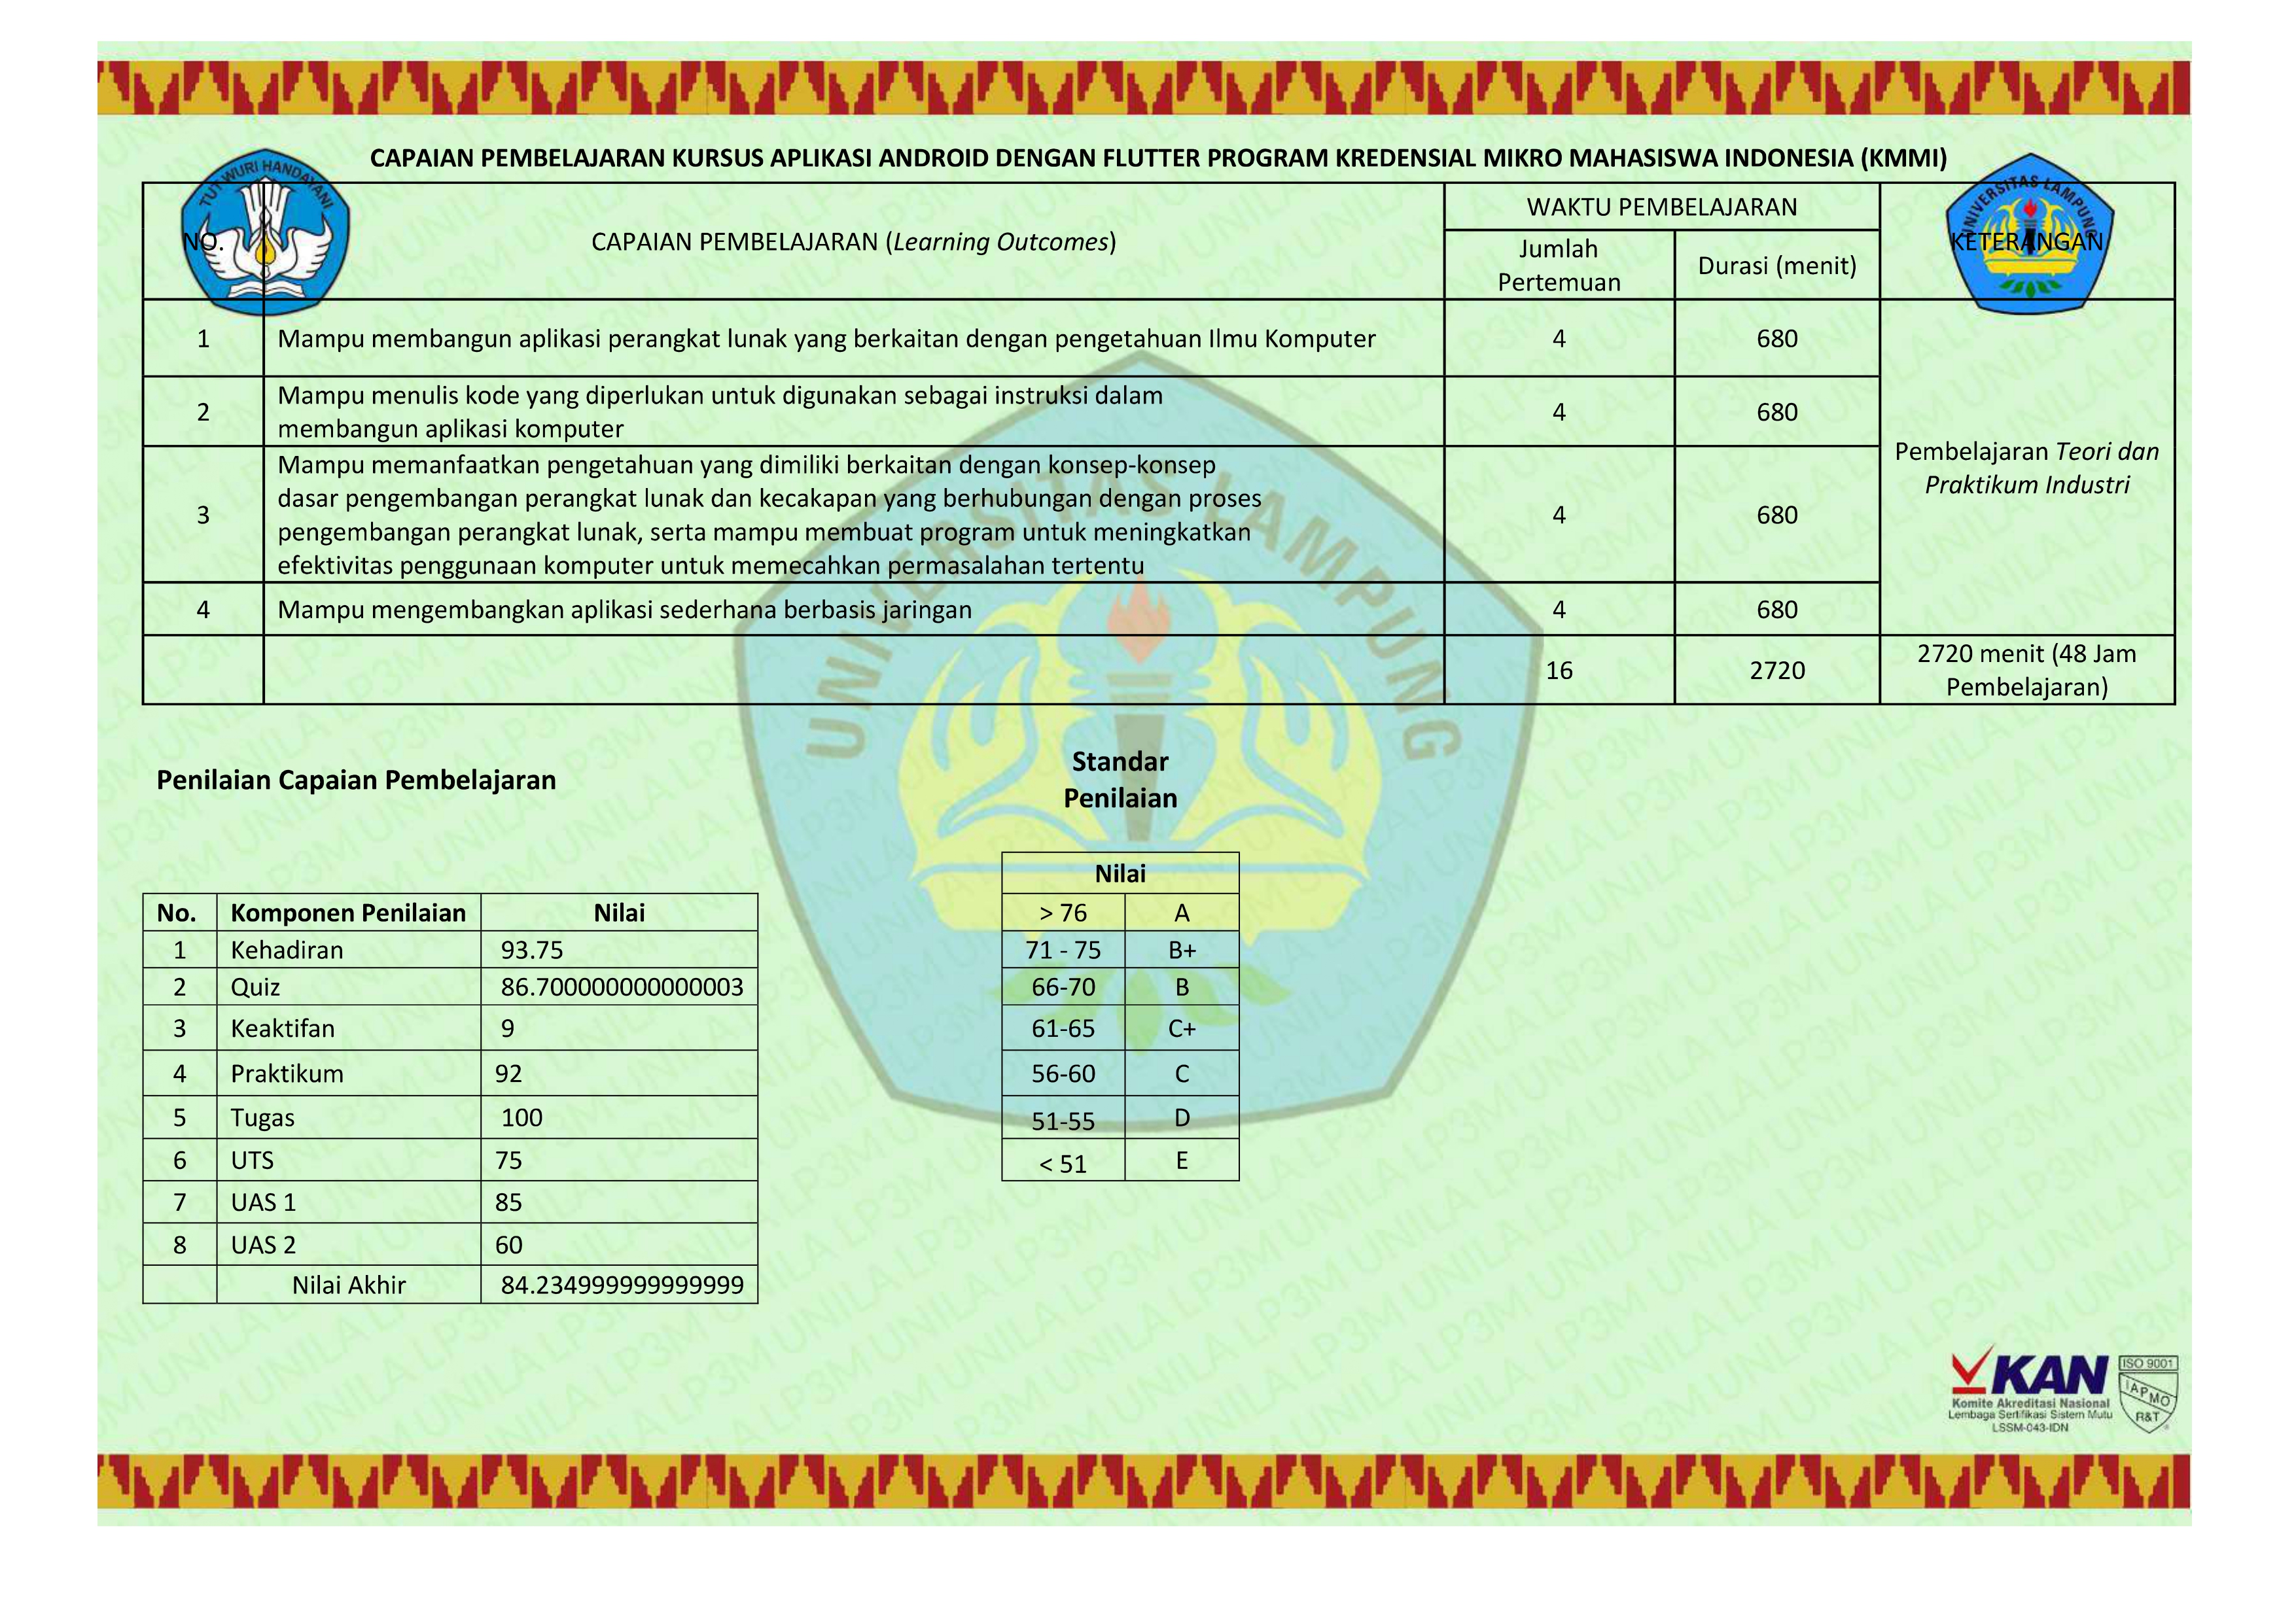 CAPAIAN PEMBELAJARAN KURSUS APLIKASI ANDROID DENGAN FLUTTER PROGRAM KREDENSIAL MIKRO MAHASISWA INDONESIA (KMMI)
TUT WURI HANDAYANI
UNIVERSITAS LAMPUNG
NO.
CAPAIAN PEMBELAJARAN (Learning Outcomes)
WAKTU PEMBELAJARAN
KETERANGAN
Jumlah
Pertemuan
Durasi (menit)
1 Mampu membangun aplikasi perangkat lunak yang berkaitan dengan pengetahuan Ilmu Komputer 4 680
2 Mampu menulis kode yang diperlukan untuk digunakan sebagai instruksi dalam
membangun aplikasi komputer 4 680
3 Mampu memanfaatkan pengetahuan yang dimiliki berkaitan dengan konsep-konsep
dasar pengembangan perangkat lunak dan kecakapan yang berhubungan dengan proses
pengembangan perangkat lunak, serta mampu membuat program untuk meningkatkan
efektivitas penggunaan komputer untuk memecahkan permasalahan tertentu 4 680
4 Mampu mengembangkan aplikasi sederhana berbasis jaringan 4 680
Pembelajaran Teori dan
Praktikum Industri
16 2720 2720 menit (48 Jam
Pembelajaran)
UNIVERSITAS LAMPUNG
Penilaian Capaian Pembelajaran
No. Komponen Penilaian Nilai
1 Kehadiran 93.75
2 Quiz 86.700000000000003
3 Keaktifan 9
4 Praktikum 92
5 Tugas 100
6 UTS 75
7 UAS 1 85
8 UAS 2 60
Nilai Akhir 84.234999999999999
Standar
Penilaian
Nilai
> 76 A
71 - 75 B+
66-70 B
61-65 C+
56-60 C
51-55 D
< 51 E
KAN
Komite Akreditasi Nasional
Lembaga Sertifikasi Sistem Mutu
LSSM-043-IDN
ISO 9001
IAPMO
R&T
LP3M UNILA